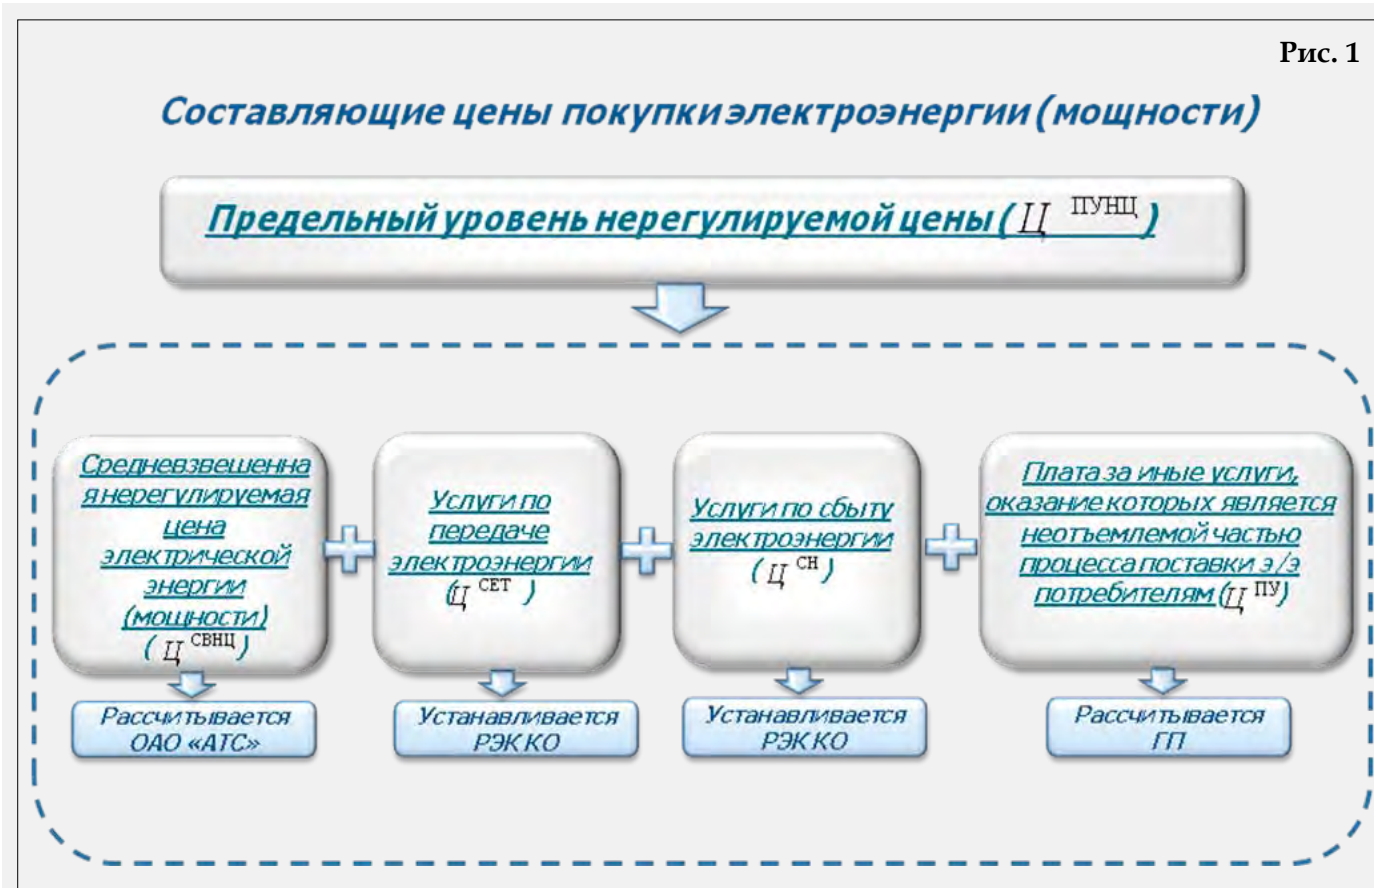 Рис. 1
Составляющие цены покупки электроэнергии (мощности)
Предельный уровень нерегулируемой цены ( Ц ПУНЦ )
Средневзвешенна
я нерегулируемая
цена
электрической
энергии
(мощности)
( Ц СВНЦ )
Услуги по
передаче
электроэнергии
(Ц СЕТ )
Услуги по сбыту
электроэнергии
( Ц СН )
Плата за иные услуги,
оказание которых является
неотъемлемой частью
процесса поставки э/э
потребителям (Ц ПУ)
Рассчитывается
ОАО «АТС»
Устанавливается
РЭК КО
Устанавливается
РЭК КО
Рассчитывается
ГП